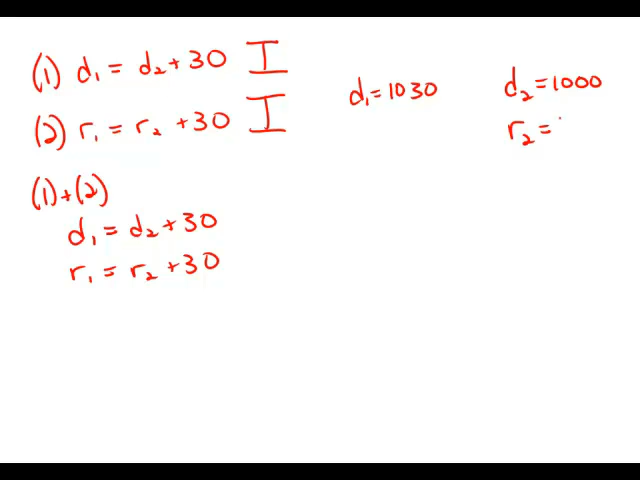 (1) d₁ = d₂ + 30 I
(2) r₁ = r₂ + 30 I
d₁ = 1030
d₂ = 1000
r₂ =
(1) + (2)
d₁ = d₂ + 30
r₁ = r₂ + 30